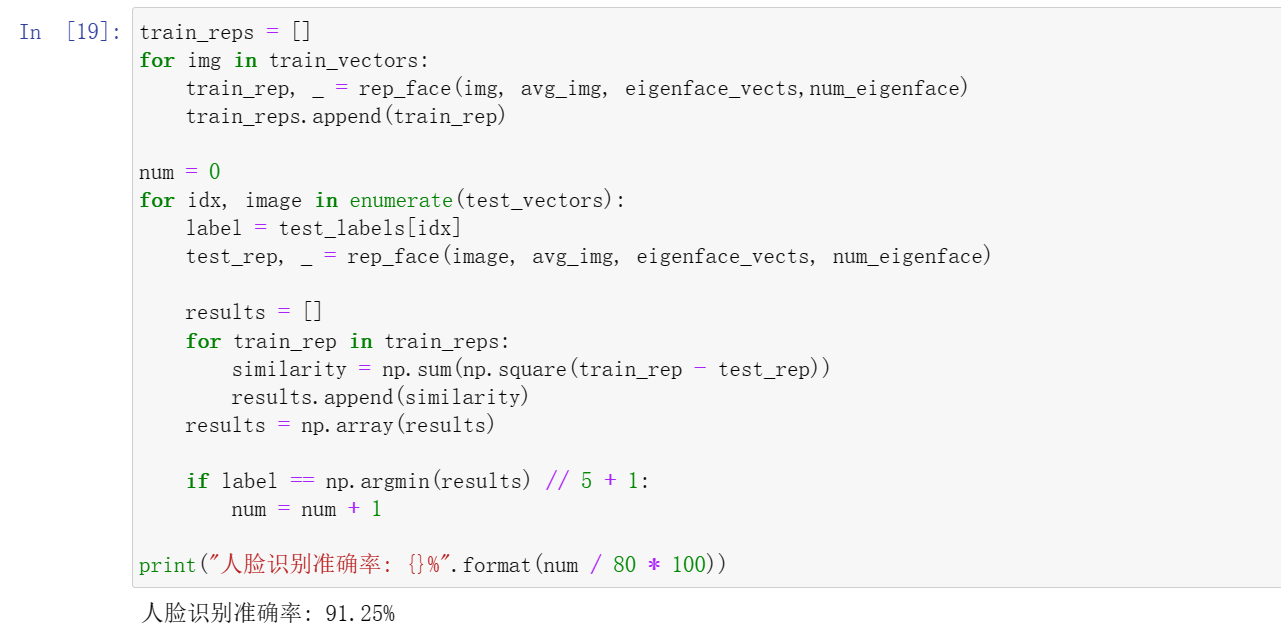 In [19]: train_reps = []
for img in train_vectors:
    train_rep, _ = rep_face(img, avg_img, eigenface_vects,num_eigenface)
    train_reps.append(train_rep)
num = 0
for idx, image in enumerate(test_vectors):
    label = test_labels[idx]
    test_rep, _ = rep_face(image, avg_img, eigenface_vects, num_eigenface)
    results = []
    for train_rep in train_reps:
        similarity = np.sum(np.square(train_rep - test_rep))
        results.append(similarity)
    results = np.array(results)
    if label == np.argmin(results) // 5 + 1:
        num = num + 1
print("人脸识别准确率: {}%".format(num / 80 * 100))
人脸识别准确率: 91.25%